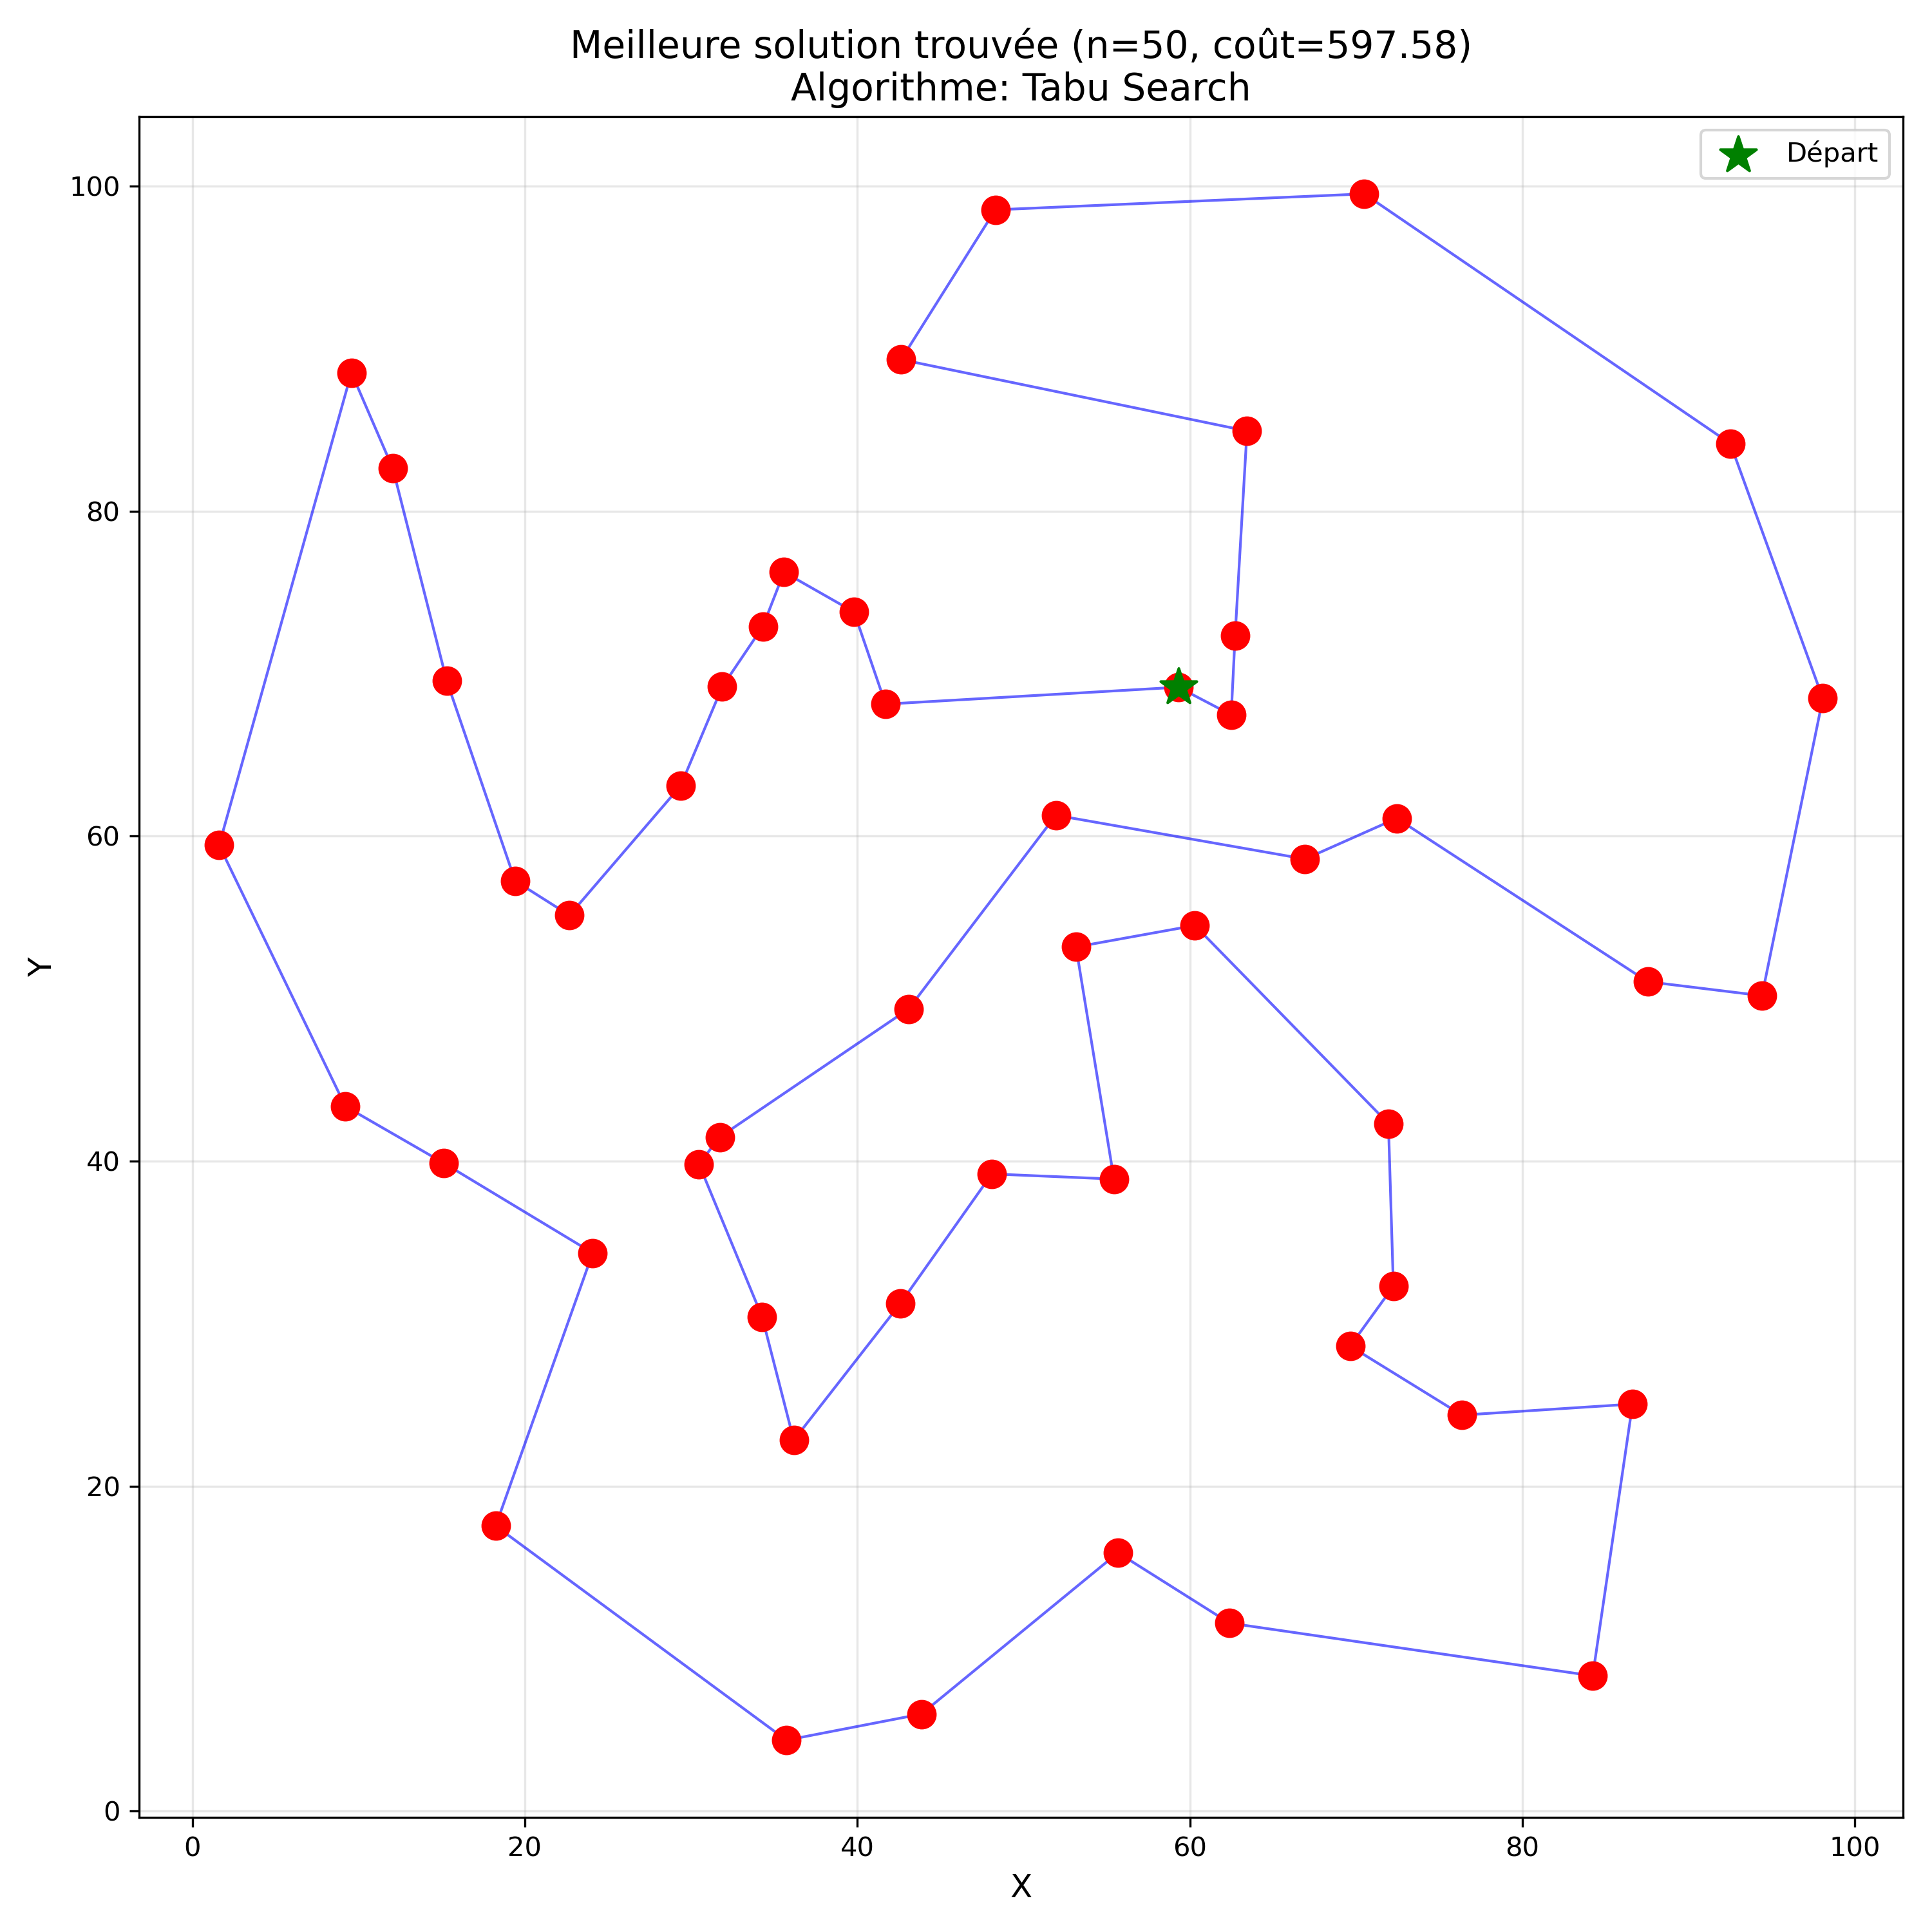 Meilleure solution trouvée (n=50, coût=597.58)
Algorithme: Tabu Search
Départ
100
80
60
40
20
0
Y
0 20 40 60 80 100
X